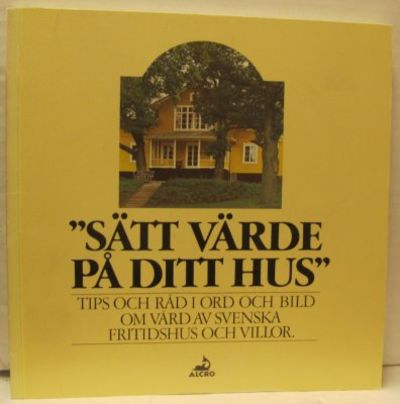 ”SÄTT VÄRDE
PÅ DITT HUS”
TIPS OCH RÅD I ORD OCH BILD
OM VÅRD AV SVENSKA
FRITIDSHUS OCH VILLOR.
ALCRO